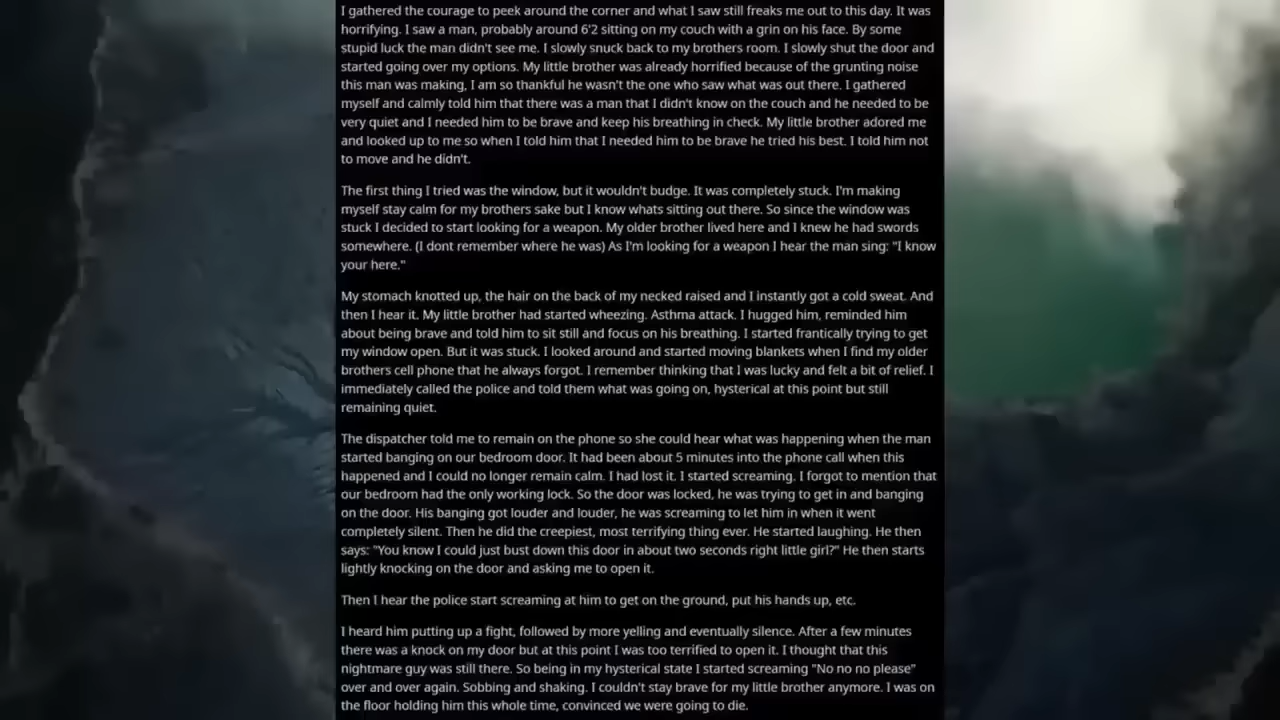 I gathered the courage to peek around the corner and what I saw still freaks me out to this day. It was
horrifying. I saw a man, probably around 6'2 sitting on my couch with a grin on his face. By some
stupid luck the man didn't see me. I slowly snuck back to my brothers room. I slowly shut the door and
started going over my options. My little brother was already horrified because of the grunting noise
this man was making, I am so thankful he wasn't the one who saw what was out there. I gathered
myself and calmly told him that there was a man that I didn't know on the couch and he needed to be
very quiet and I needed him to be brave and keep his breathing in check. My little brother adored me
and looked up to me so when I told him that I needed him to be brave he tried his best. I told him not
to move and he didn't.
The first thing I tried was the window, but it wouldn't budge. It was completely stuck. I'm making
myself stay calm for my brothers sake but I know whats sitting out there. So since the window was
stuck I decided to start looking for a weapon. My older brother lived here and I knew he had swords
somewhere. (I dont remember where he was) As I'm looking for a weapon I hear the man sing: "I know
your here."
My stomach knotted up, the hair on the back of my necked raised and I instantly got a cold sweat. And
then I hear it. My little brother had started wheezing. Asthma attack. I hugged him, reminded him
about being brave and told him to sit still and focus on his breathing. I started frantically trying to get
my window open. But it was stuck. I looked around and started moving blankets when I find my older
brothers cell phone that he always forgot. I remember thinking that I was lucky and felt a bit of relief. I
immediately called the police and told them what was going on, hysterical at this point but still
remaining quiet.
The dispatcher told me to remain on the phone so she could hear what was happening when the man
started banging on our bedroom door. It had been about 5 minutes into the phone call when this
happened and I could no longer remain calm. I had lost it. I started screaming. I forgot to mention that
our bedroom had the only working lock. So the door was locked, he was trying to get in and banging
on the door. His banging got louder and louder, he was screaming to let him in when it went
completely silent. Then he did the creepiest, most terrifying thing ever. He started laughing. He then
says: "You know I could just bust down this door in about two seconds right little girl?" He then starts
lightly knocking on the door and asking me to open it.
Then I hear the police start screaming at him to get on the ground, put his hands up, etc.
I heard him putting up a fight, followed by more yelling and eventually silence. After a few minutes
there was a knock on my door but at this point I was too terrified to open it. I thought that this
nightmare guy was still there. So being in my hysterical state I started screaming "No no no please"
over and over again. Sobbing and shaking. I couldn't stay brave for my little brother anymore. I was on
the floor holding him this whole time, convinced we were going to die.